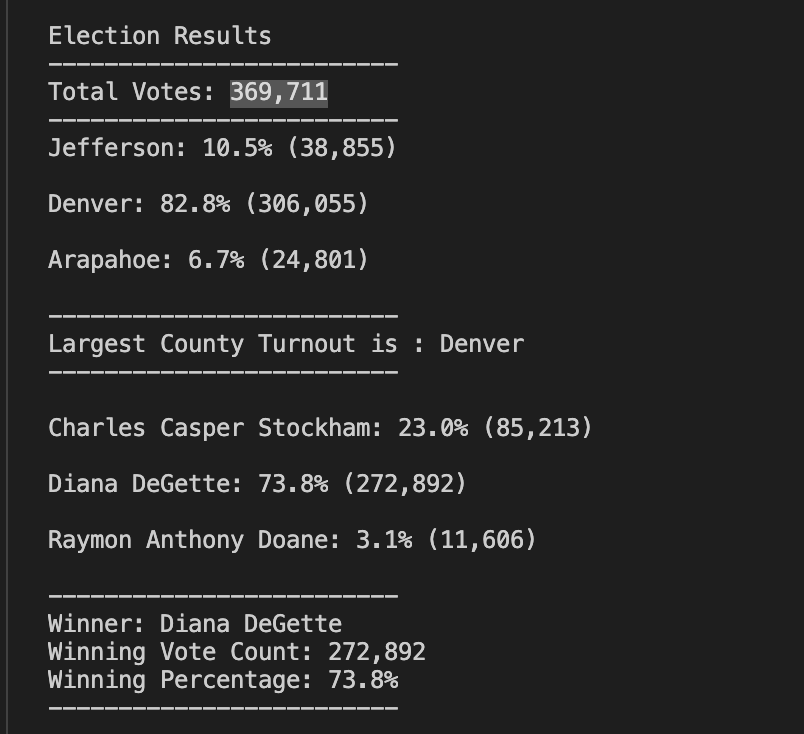 Election Results
-------------------------
Total Votes: 369,711
-------------------------
Jefferson: 10.5% (38,855)
Denver: 82.8% (306,055)
Arapahoe: 6.7% (24,801)
-------------------------
Largest County Turnout is : Denver
-------------------------
Charles Casper Stockham: 23.0% (85,213)
Diana DeGette: 73.8% (272,892)
Raymon Anthony Doane: 3.1% (11,606)
-------------------------
Winner: Diana DeGette
Winning Vote Count: 272,892
Winning Percentage: 73.8%
-------------------------